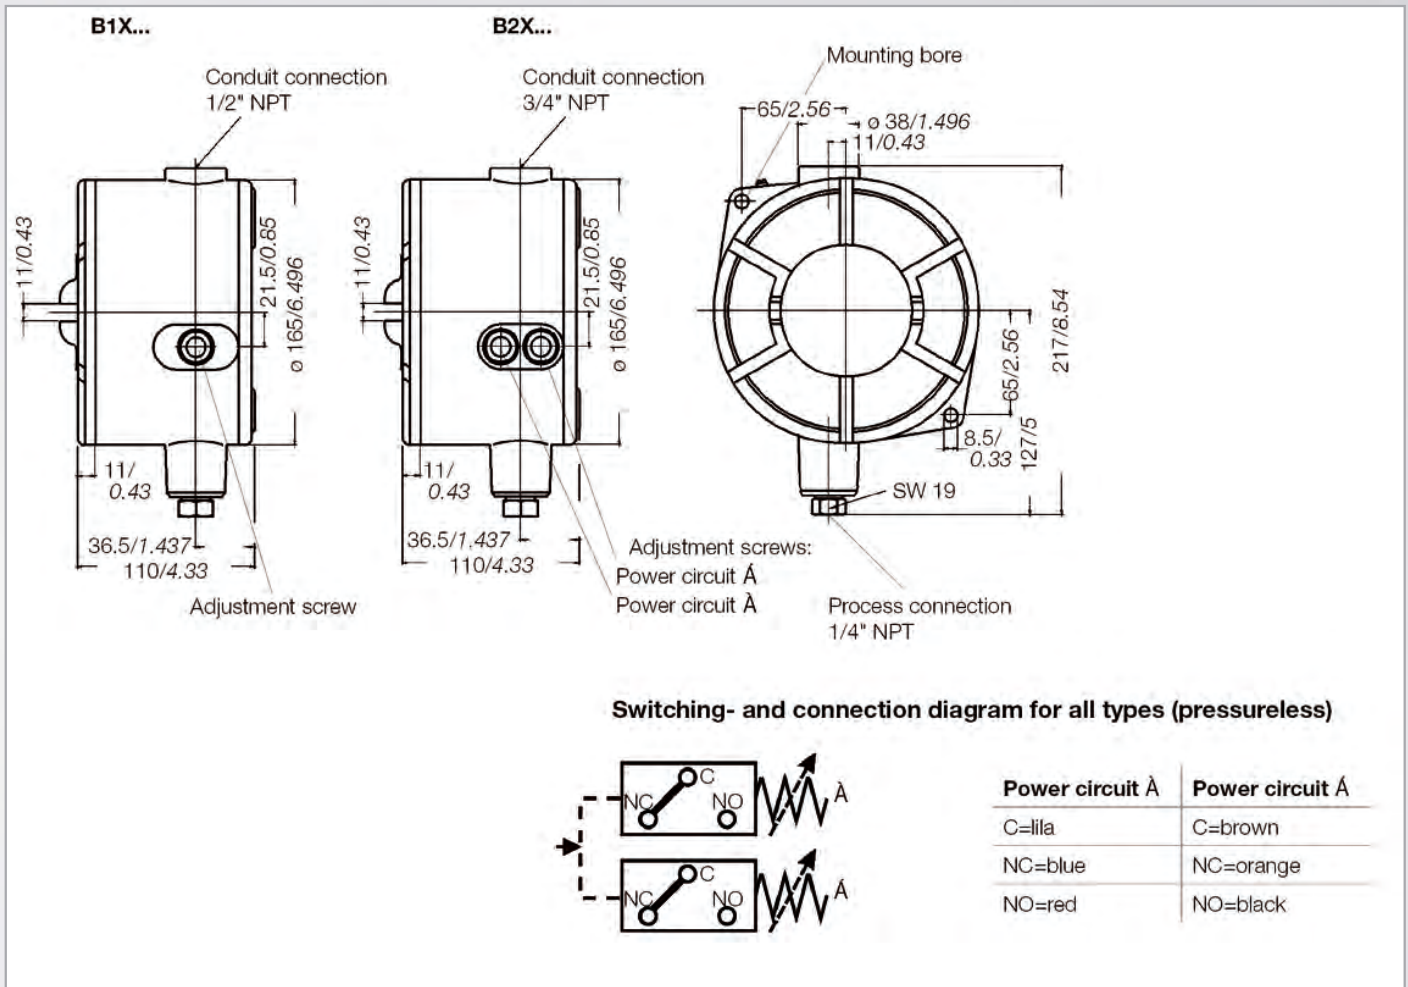 B1X...
B2X...
Conduit connection
1/2" NPT
Conduit connection
3/4" NPT
Mounting bore
65/2.56
ø 38/1.496
11/0.43
11/0.43
21.5/0.85
ø 165/6.496
11/0.43
21.5/0.85
ø 165/6.496
65/2.56
217/8.54
127/5
8.5/
0.33
11/
0.43
11/
0.43
SW 19
36.5/1.437
110/4.33
36.5/1.437
110/4.33
Adjustment screw
Adjustment screws:
Power circuit Á
Power circuit À
Process connection
1/4" NPT
Switching- and connection diagram for all types (pressureless)
C
NC
NO
À
C
NC
NO
Á
Power circuit À Power circuit Á
C=lila C=brown
NC=blue NC=orange
NO=red NO=black